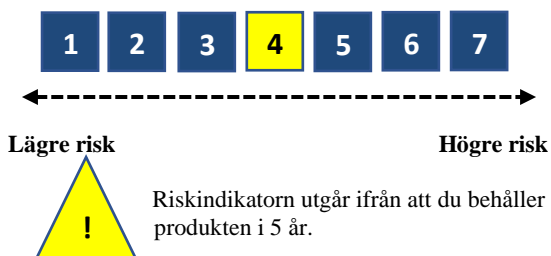 1 2 3 4 5 6 7
Lägre risk Högre risk
Riskindikatorn utgår ifrån att du behåller
! produkten i 5 år.